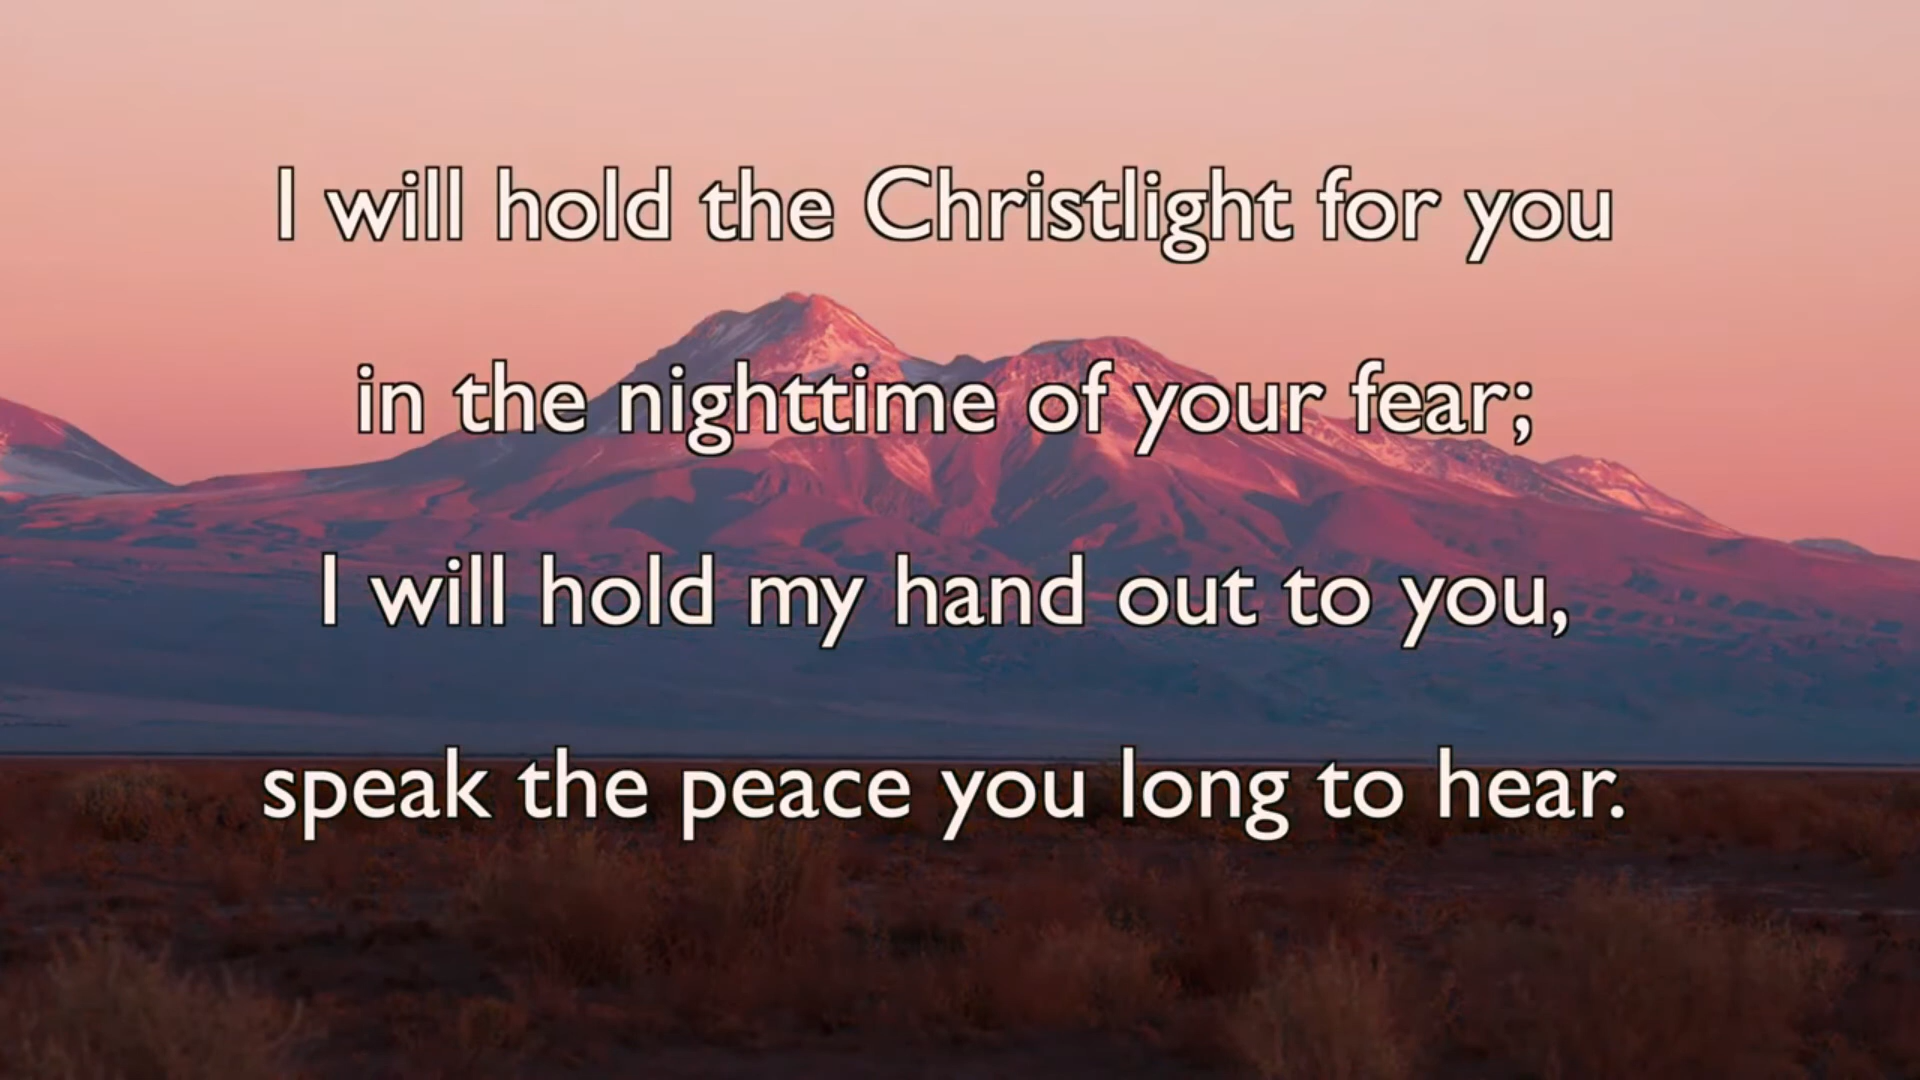 I will hold the Christlight for you
in the nighttime of your fear;
I will hold my hand out to you,
speak the peace you long to hear.